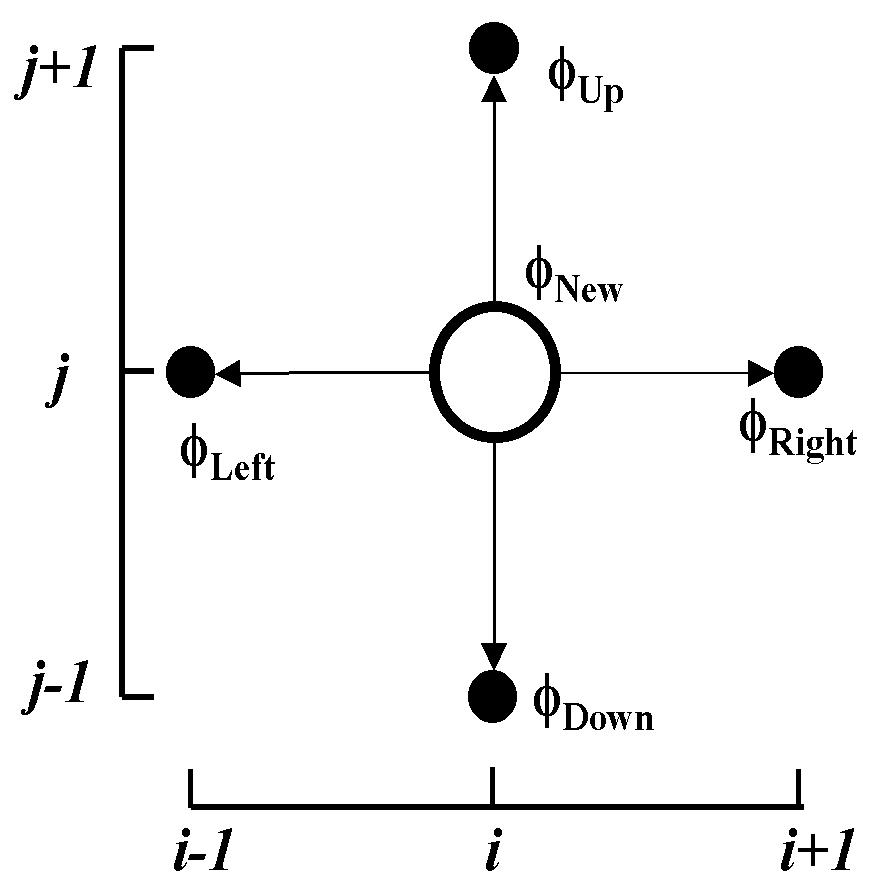 j+1
ϕUp
ϕNew
j
ϕLeft
ϕRight
j-1
ϕDown
i-1 i i+1